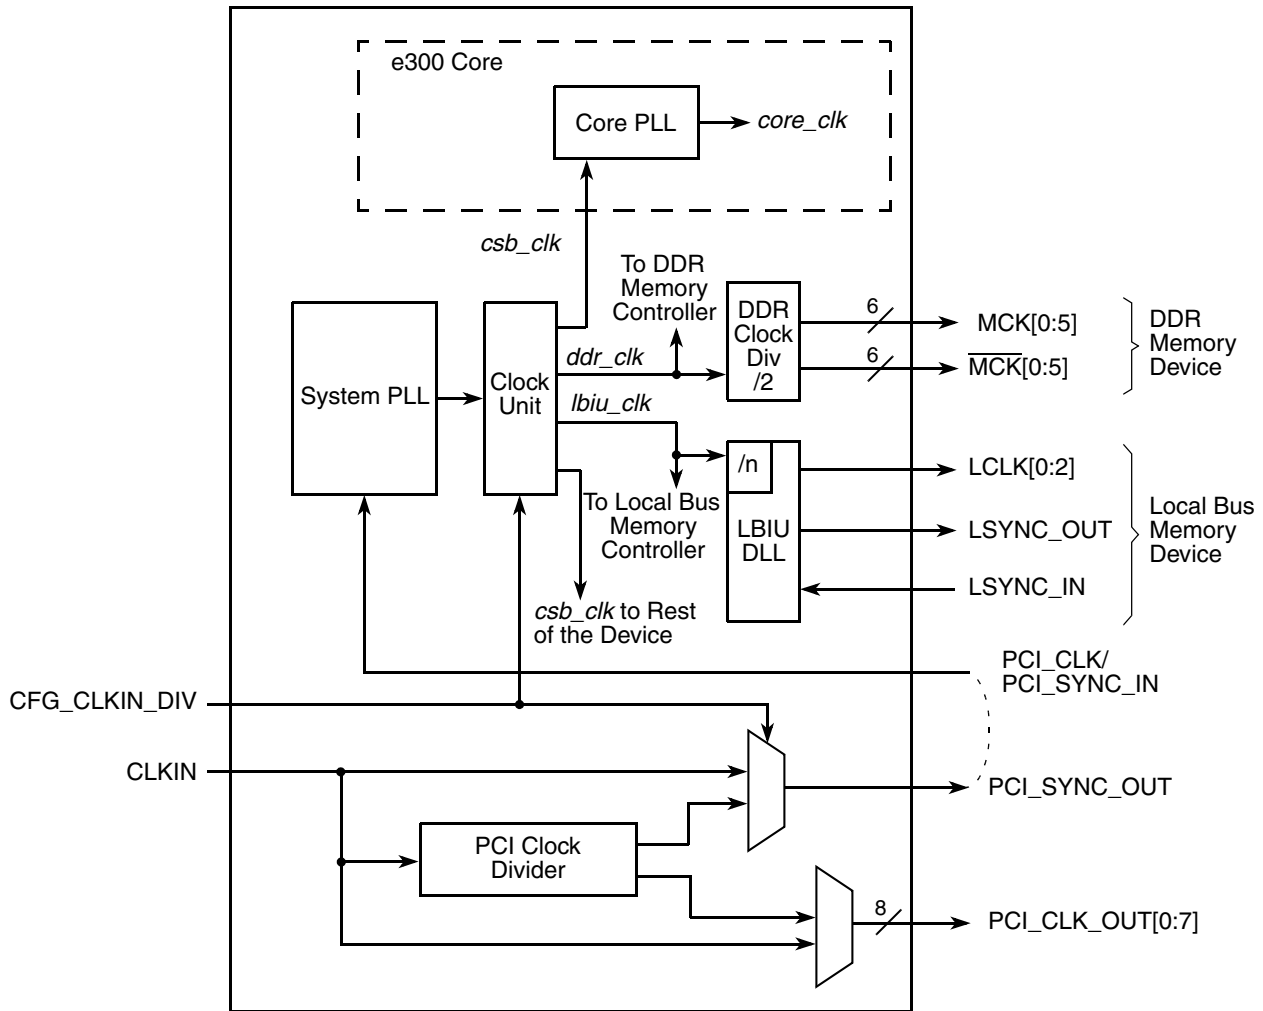 e300 Core
Core PLL
core_clk
csb_clk
To DDR
Memory
Controller
DDR
Clock
Div
/2
6
MCK[0:5]
6
M̅C̅K̅[0:5]
DDR
Memory
Device
System PLL
Clock
Unit
ddr_clk
lbiu_clk
/n
LBIU
DLL
To Local Bus
Memory
Controller
LCLK[0:2]
LSYNC_OUT
LSYNC_IN
Local Bus
Memory
Device
csb_clk to Rest
of the Device
PCI_CLK/
PCI_SYNC_IN
CFG_CLKIN_DIV
CLKIN
PCI_SYNC_OUT
PCI Clock
Divider
8
PCI_CLK_OUT[0:7]